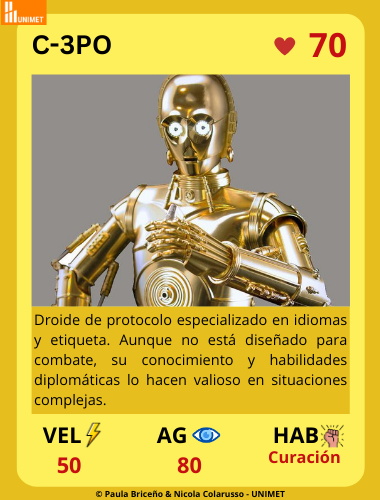 UNIMET
C-3PO
70
Droide de protocolo especializado en idiomas
y etiqueta. Aunque no está diseñado para
combate, su conocimiento y habilidades
diplomáticas lo hacen valioso en situaciones
complejas.
VEL AG HAB
50 80 Curación
© Paula Briceño & Nicola Colarusso - UNIMET